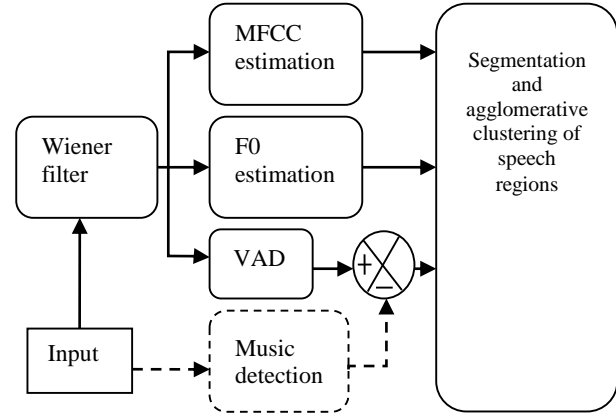 MFCC
estimation
Segmentation
and
agglomerative
clustering of
speech
regions
Wiener
filter
F0
estimation
VAD
+
−
Input
Music
detection